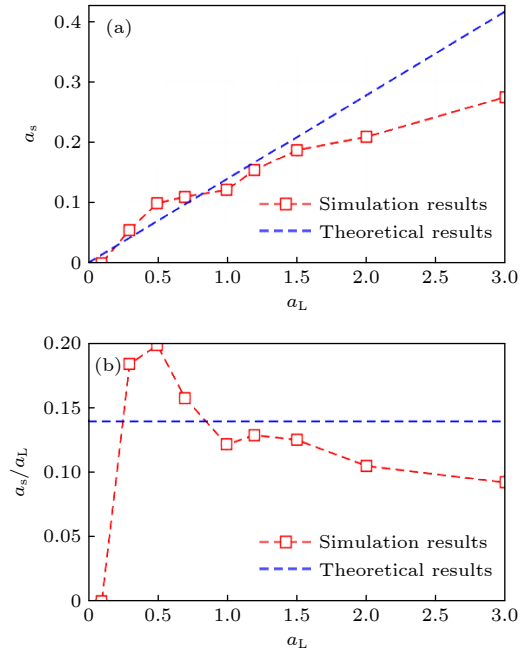 (a)
0.4
0.3
0.2
0.1
0
a_s
Simulation results
Theoretical results
0 0.5 1.0 1.5 2.0 2.5 3.0
a_L
(b)
0.20
0.15
0.10
0.05
0
a_s/a_L
Simulation results
Theoretical results
0 0.5 1.0 1.5 2.0 2.5 3.0
a_L